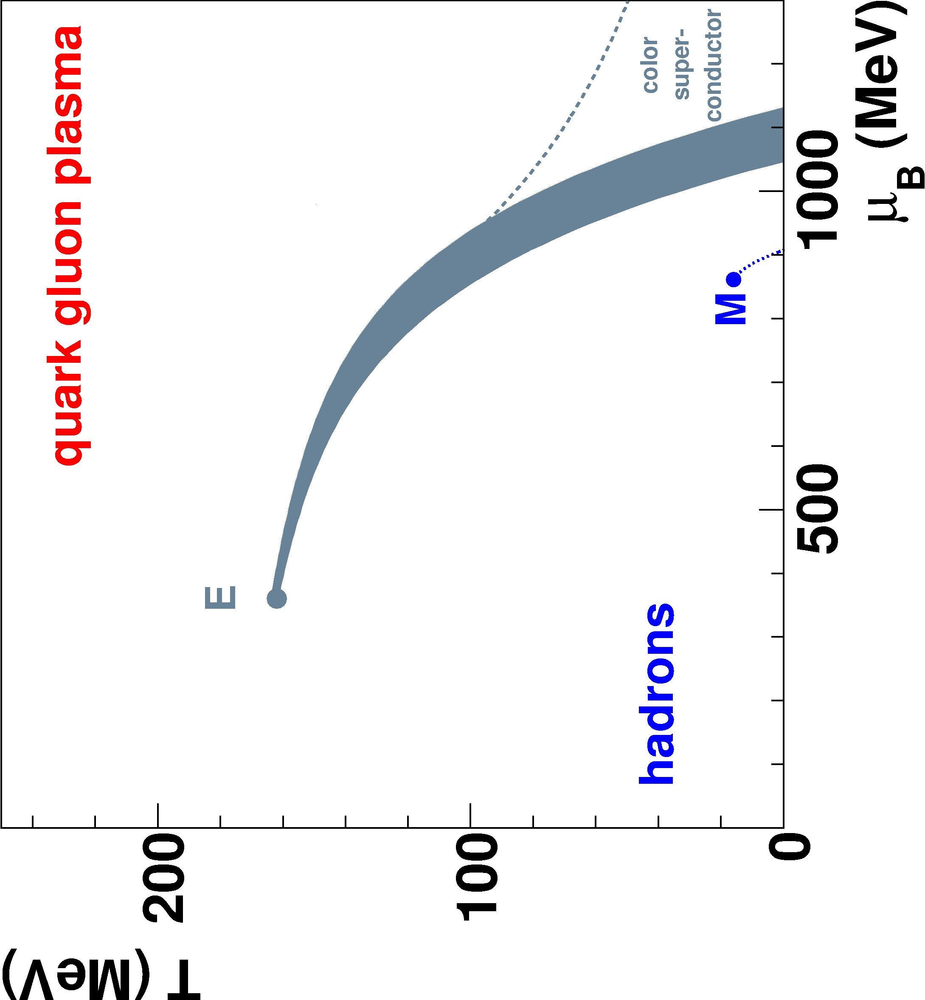 T (MeV)
quark gluon plasma
200
E
100
color
super-
conductor
M
hadrons
0
500
1000
μB (MeV)